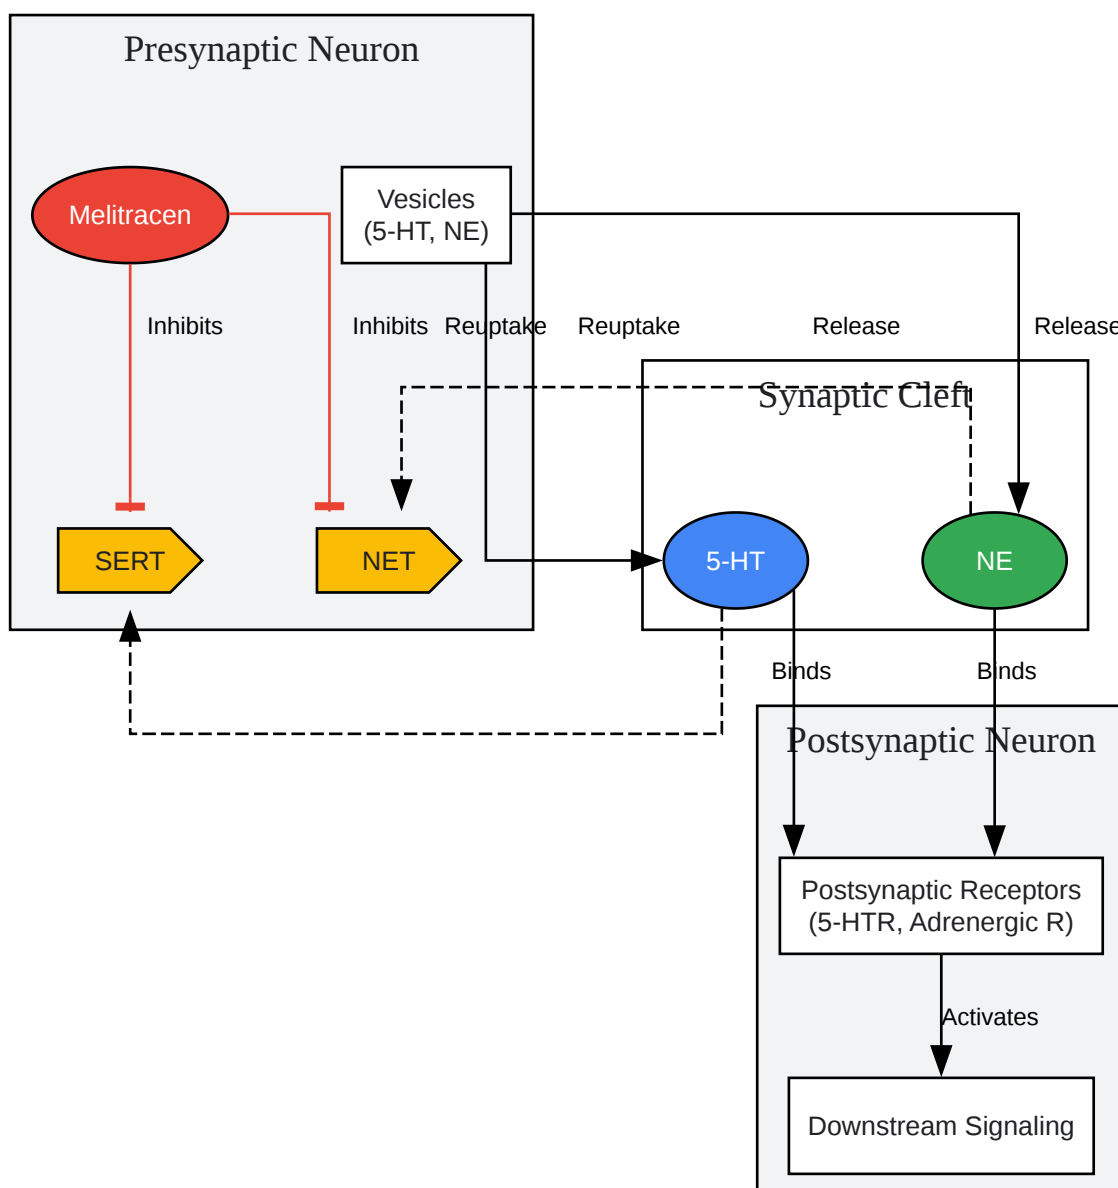 Presynaptic Neuron
Melitracen
Vesicles
(5-HT, NE)
Inhibits
Inhibits
Reuptake
Reuptake
Release
Release
Synaptic Cleft
SERT
NET
5-HT
NE
Binds
Binds
Postsynaptic Neuron
Postsynaptic Receptors
(5-HTR, Adrenergic R)
Activates
Downstream Signaling